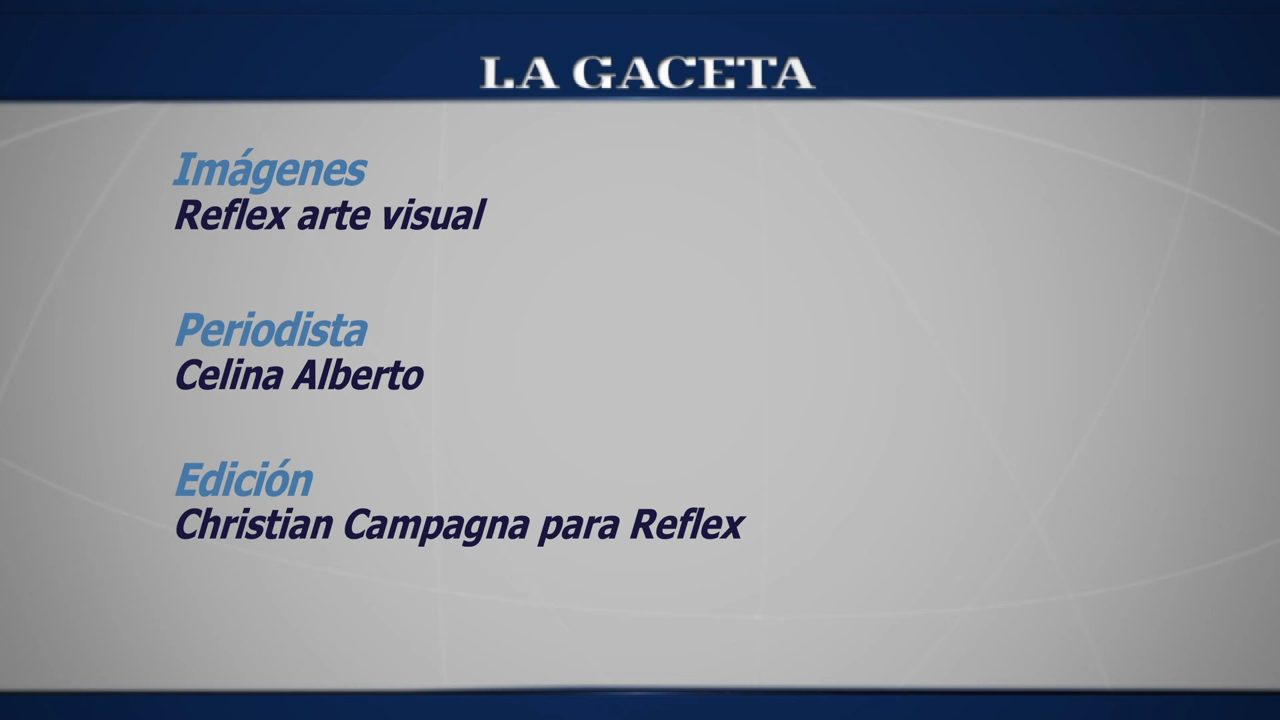 LA GACETA
Imágenes
Reflex arte visual
Periodista
Celina Alberto
Edición
Christian Campagna para Reflex